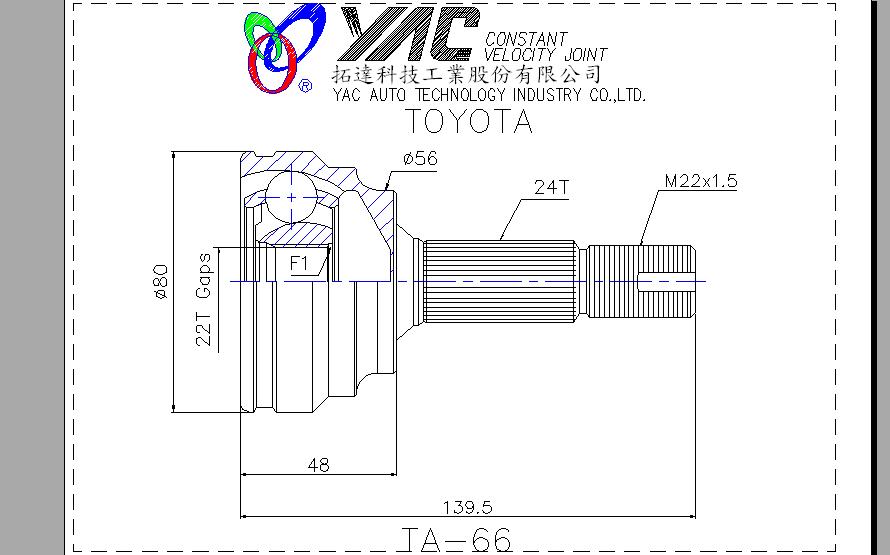 YAC
CONSTANT
VELOCITY JOINT
®
拓達科技工業股份有限公司
YAC AUTO TECHNOLOGY INDUSTRY CO.,LTD.
TOYOTA
ø56
24T
M22x1.5
ø80
22T Gaps
F1
48
139.5
TA-66